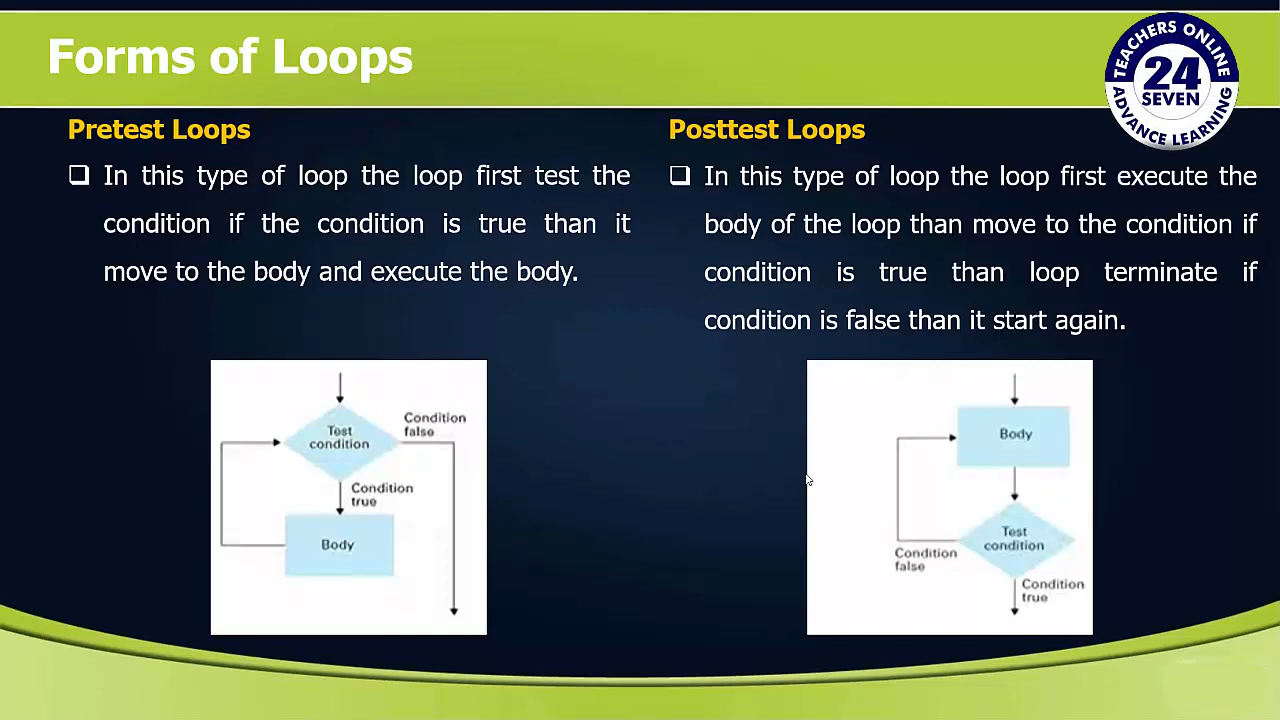 Forms of Loops
TEACHERS ONLINE
24
SEVEN
ADVANCE LEARNING
Pretest Loops
In this type of loop the loop first test the
condition if the condition is true than it
move to the body and execute the body.
Test
condition
Condition
false
Condition
true
Body
Posttest Loops
In this type of loop the loop first execute the
body of the loop than move to the condition if
condition is true than loop terminate if
condition is false than it start again.
Body
Test
condition
Condition
false
Condition
true